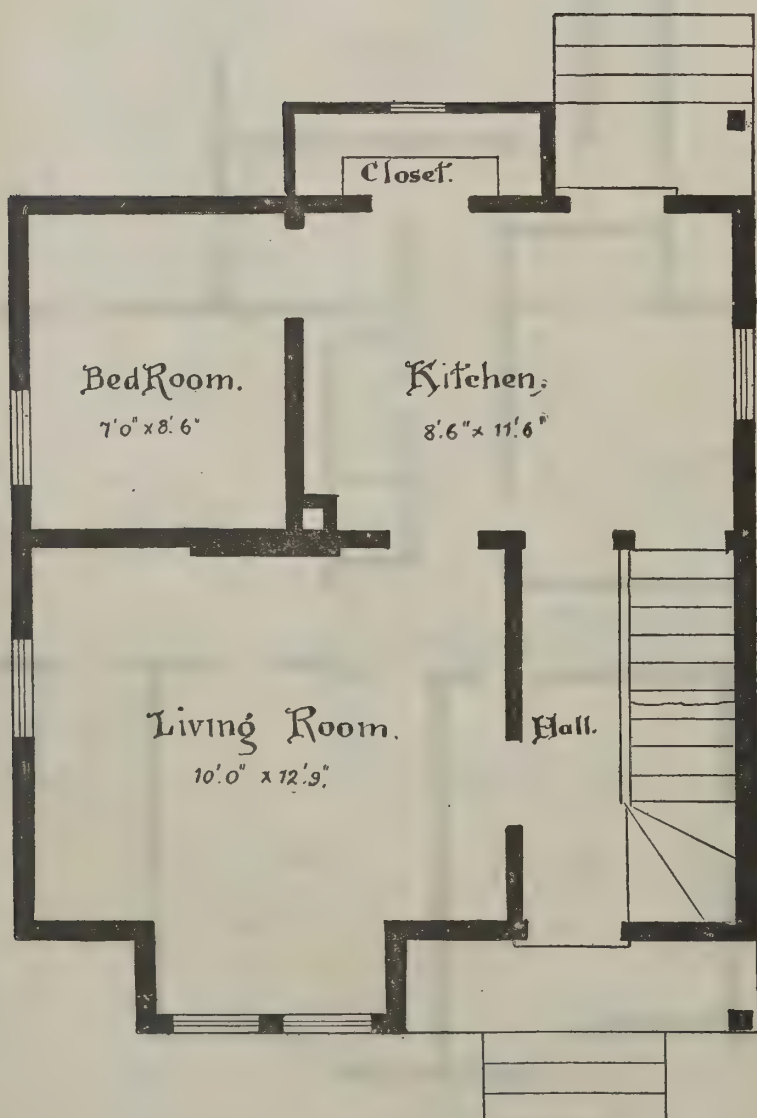 Closet.
BedRoom.
7'0" x 8'.6"
Kitchen.
8'.6" x 11'.6"
Living Room.
10'.0" x 12'.9".
Hall.